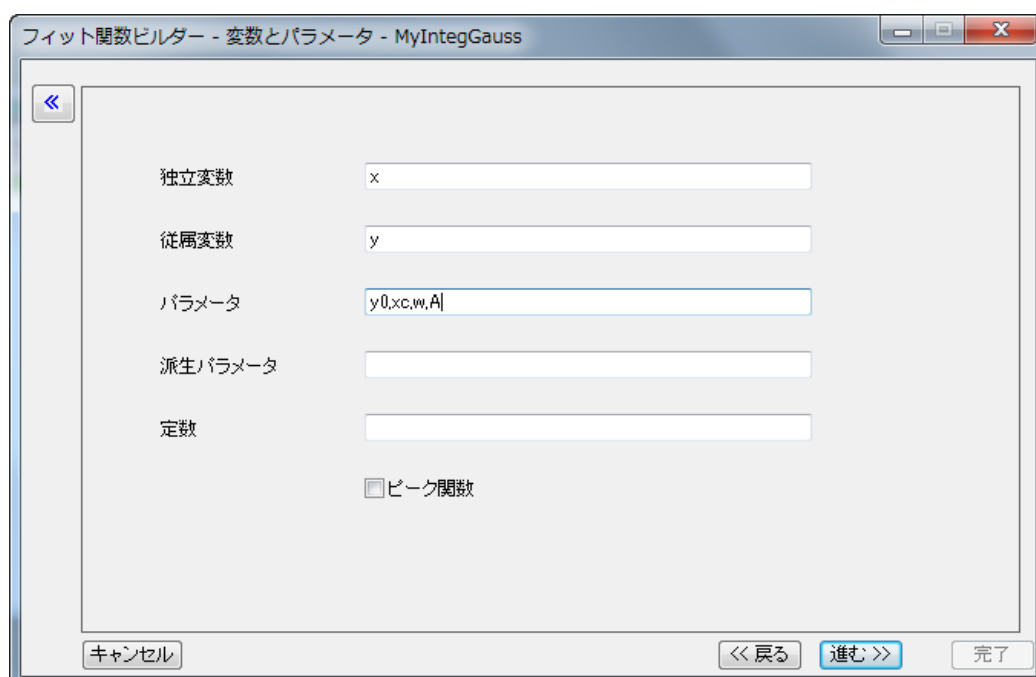 フィット関数ビルダー - 変数とパラメータ - MyIntegGauss
独立変数 x
従属変数 y
パラメータ y0,xc,w,A
派生パラメータ
定数
ピーク関数
キャンセル << 戻る 進む >> 完了